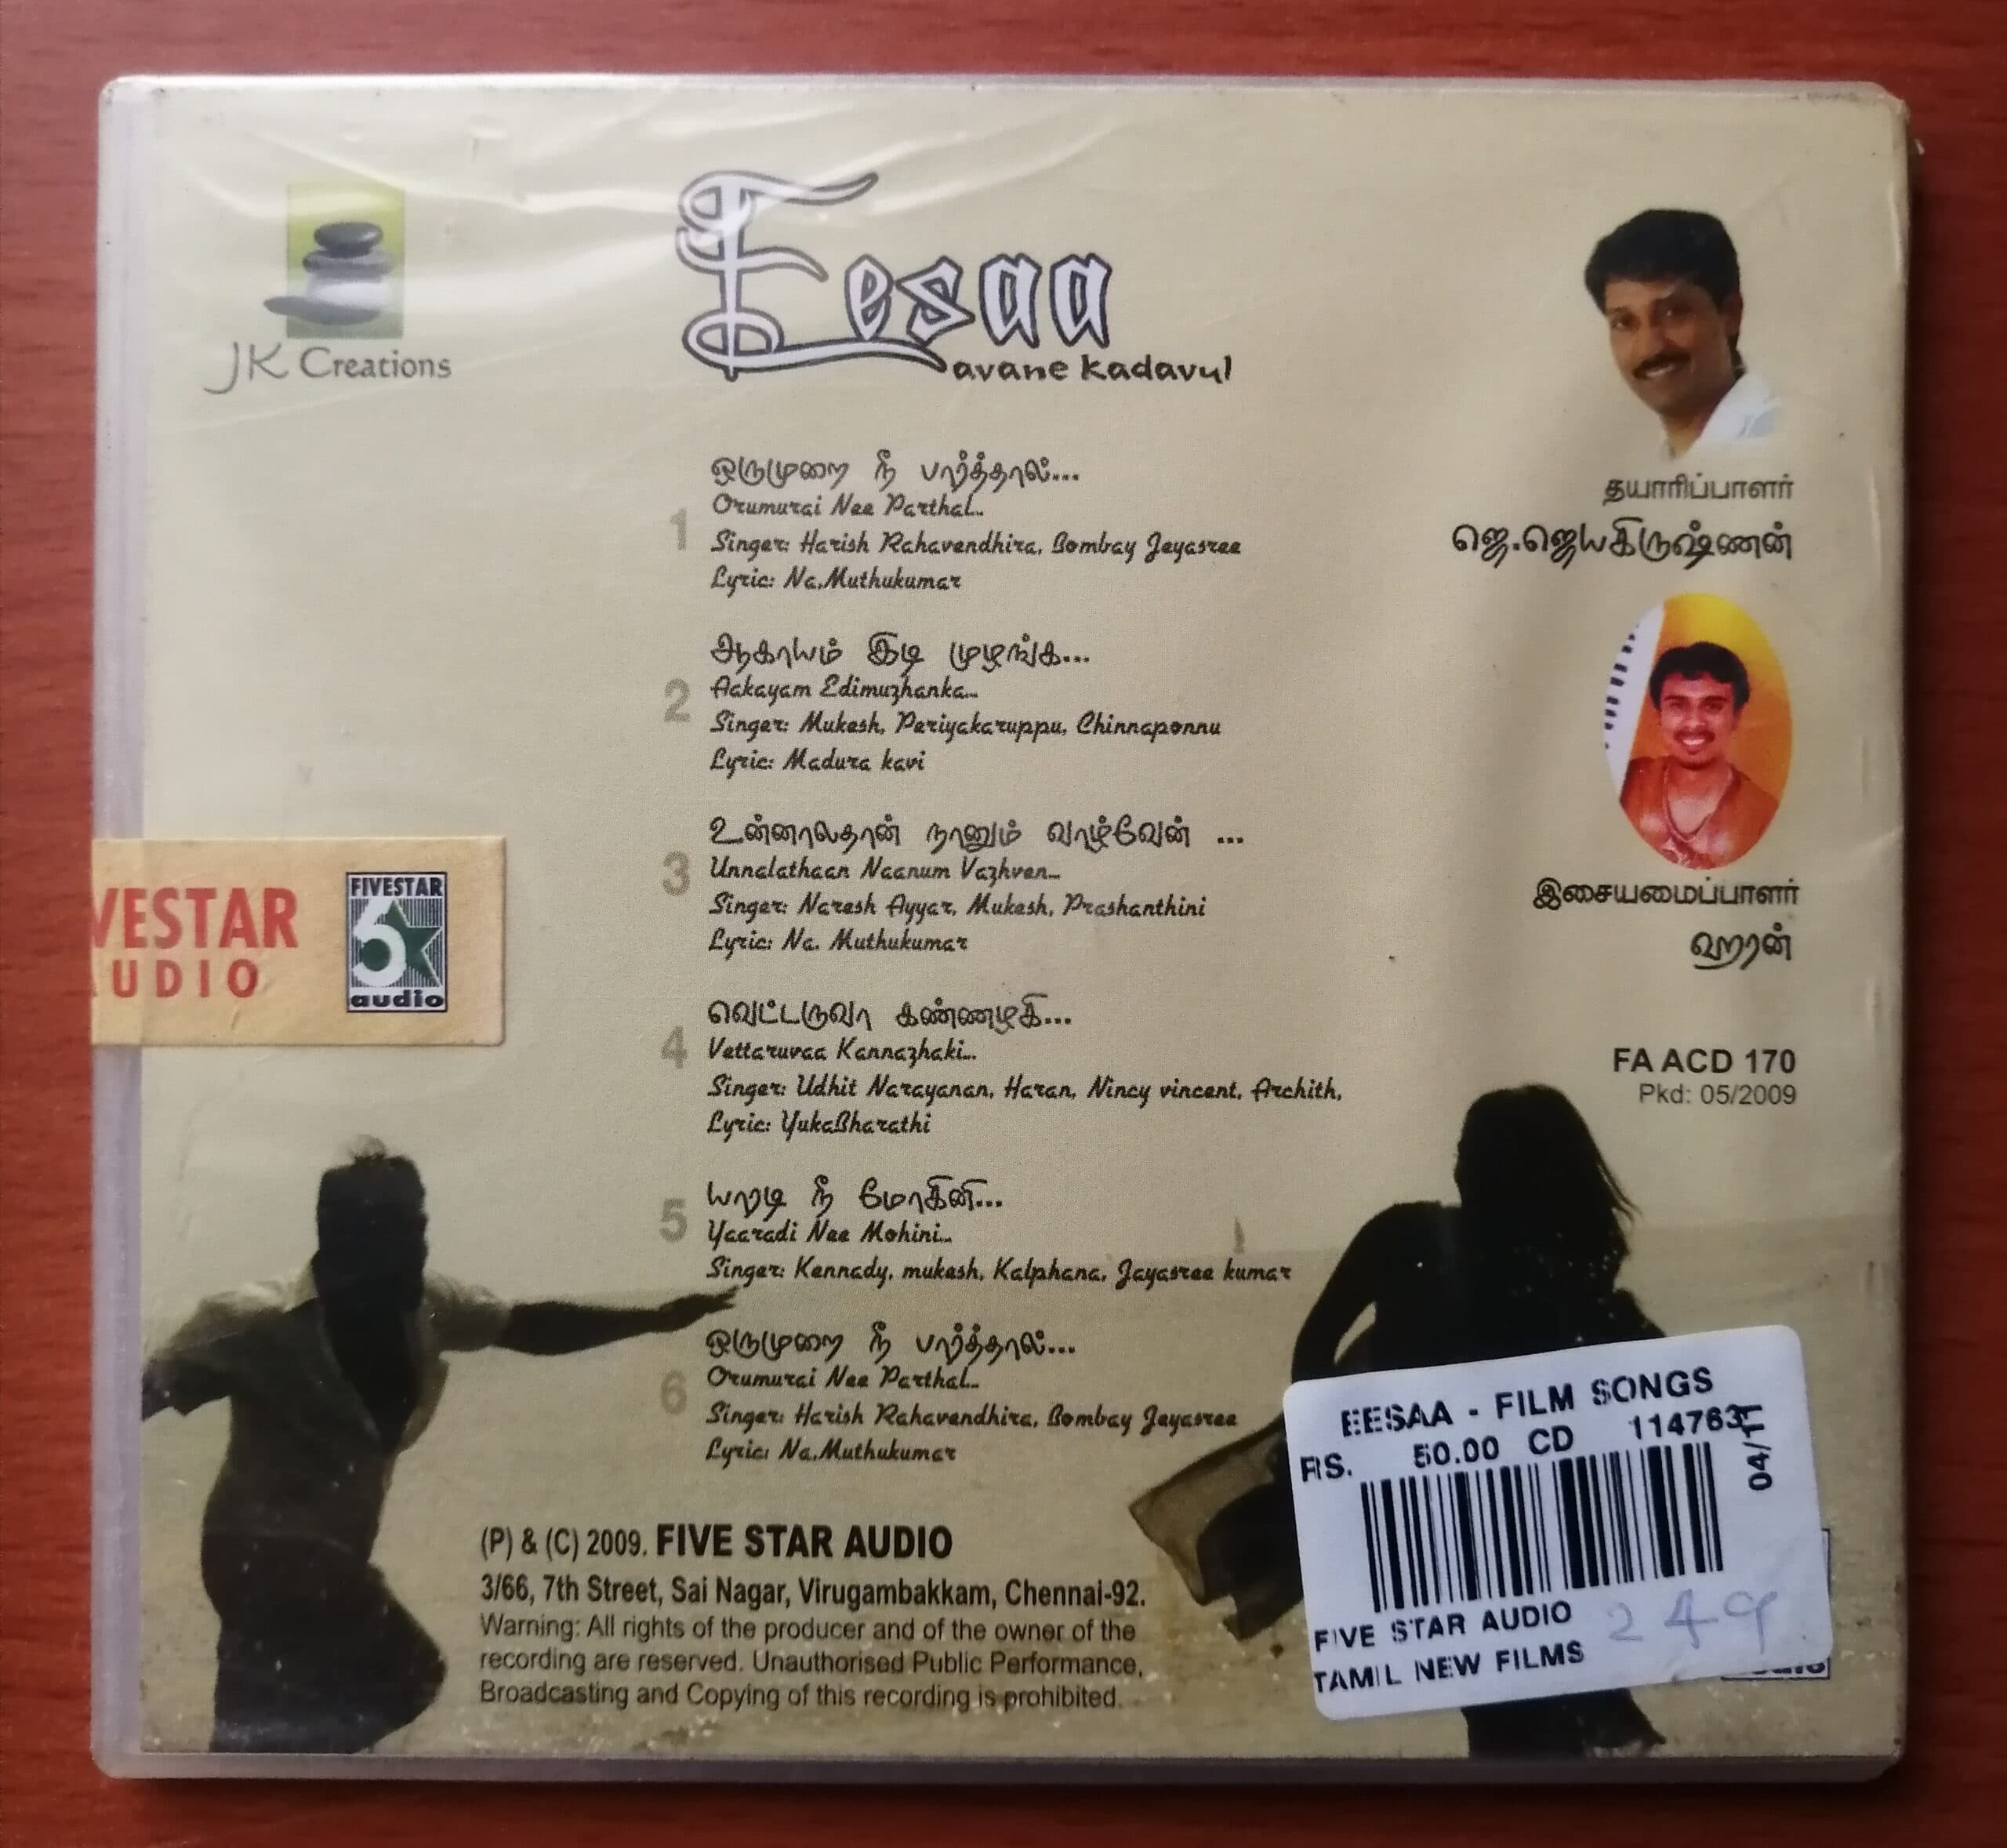 JK Creations
Eesaa
avane kadavul
1
ஒருமுறை நீ பார்த்தால்...
Orumurai Nee Parthal...
Singer: Harish Rahavendhira, Bombay Jeyasree
Lyric: Na.Muthukumar
2
ஆகாயம் இடி முழங்க...
Aakayam Edimuzhanka...
Singer: Mukesh, Periyakaruppu, Chinnaponnu
Lyric: Madura kavi
3
உன்னாலதான் நானும் வாழ்வேன் ...
Unnalathaan Naanum Vazhven...
Singer: Naresh Ayyar, Mukesh, Prashanthini
Lyric: Na. Muthukumar
4
வெட்டருவா கண்ணழகி...
Vettaruvaa Kannazhaki...
Singer: Udhit Narayanan, Haran, Nincy vincent, Archith,
Lyric: YukaBharathi
5
யாரடி நீ மோகினி...
Yaaradi Nee Mohini...
Singer: Kennady, mukesh, Kalphana, Jayasree kumar
6
ஒருமுறை நீ பார்த்தால்...
Orumurai Nee Parthal...
Singer: Harish Rahavendhira, Bombay Jeyasree
Lyric: Na.Muthukumar
தயாரிப்பாளர்
ஜெ.ஜெயகிருஷ்ணன்
இசையமைப்பாளர்
ஹரன்
FA ACD 170
Pkd: 05/2009
VESTAR
UDIO
FIVESTAR
5
audio
(P) & (C) 2009. FIVE STAR AUDIO
3/66, 7th Street, Sai Nagar, Virugambakkam, Chennai-92.
Warning: All rights of the producer and of the owner of the
recording are reserved. Unauthorised Public Performance,
Broadcasting and Copying of this recording is prohibited.
EESAA - FILM SONGS
RS. 50.00 CD
04/11
FIVE STAR AUDIO
TAMIL NEW FILMS
249